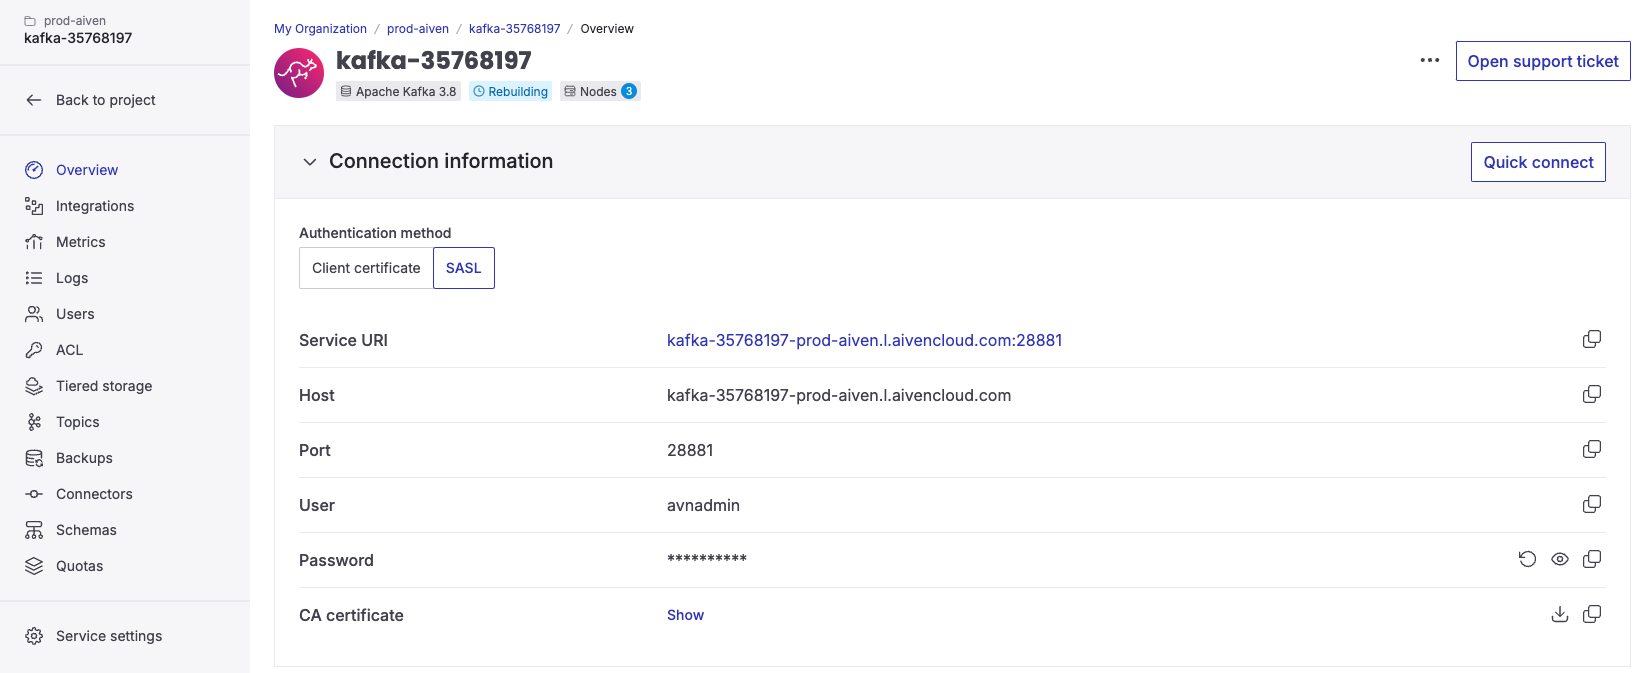 prod-aiven
kafka-35768197
Back to project
Overview
Integrations
Metrics
Logs
Users
ACL
Tiered storage
Topics
Backups
Connectors
Schemas
Quotas
Service settings
My Organization / prod-aiven / kafka-35768197 / Overview
kafka-35768197
Apache Kafka 3.8 Rebuilding Nodes 3
Open support ticket
Connection information
Quick connect
Authentication method
Client certificate SASL
Service URI kafka-35768197-prod-aiven.l.aivencloud.com:28881
Host kafka-35768197-prod-aiven.l.aivencloud.com
Port 28881
User avnadmin
Password **********
CA certificate Show